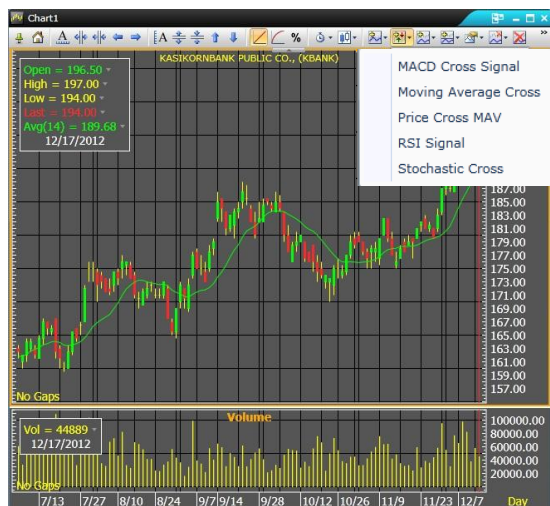 Chart1
A
A
%
KASIKORNBANK PUBLIC CO., (KBANK)
Open = 196.50
High = 197.00
Low = 194.00
Last = 194.00
Avg(14) = 189.68
12/17/2012
MACD Cross Signal
Moving Average Cross
Price Cross MAV
RSI Signal
Stochastic Cross
187.00
185.00
183.00
181.00
179.00
177.00
175.00
173.00
171.00
169.00
167.00
165.00
163.00
161.00
159.00
157.00
No Gaps
Volume
Vol = 44889
12/17/2012
100000.00
80000.00
60000.00
40000.00
20000.00
No Gaps
7/13 7/27 8/10 8/24 9/7 9/14 9/28 10/12 10/26 11/9 11/23 12/7 Day